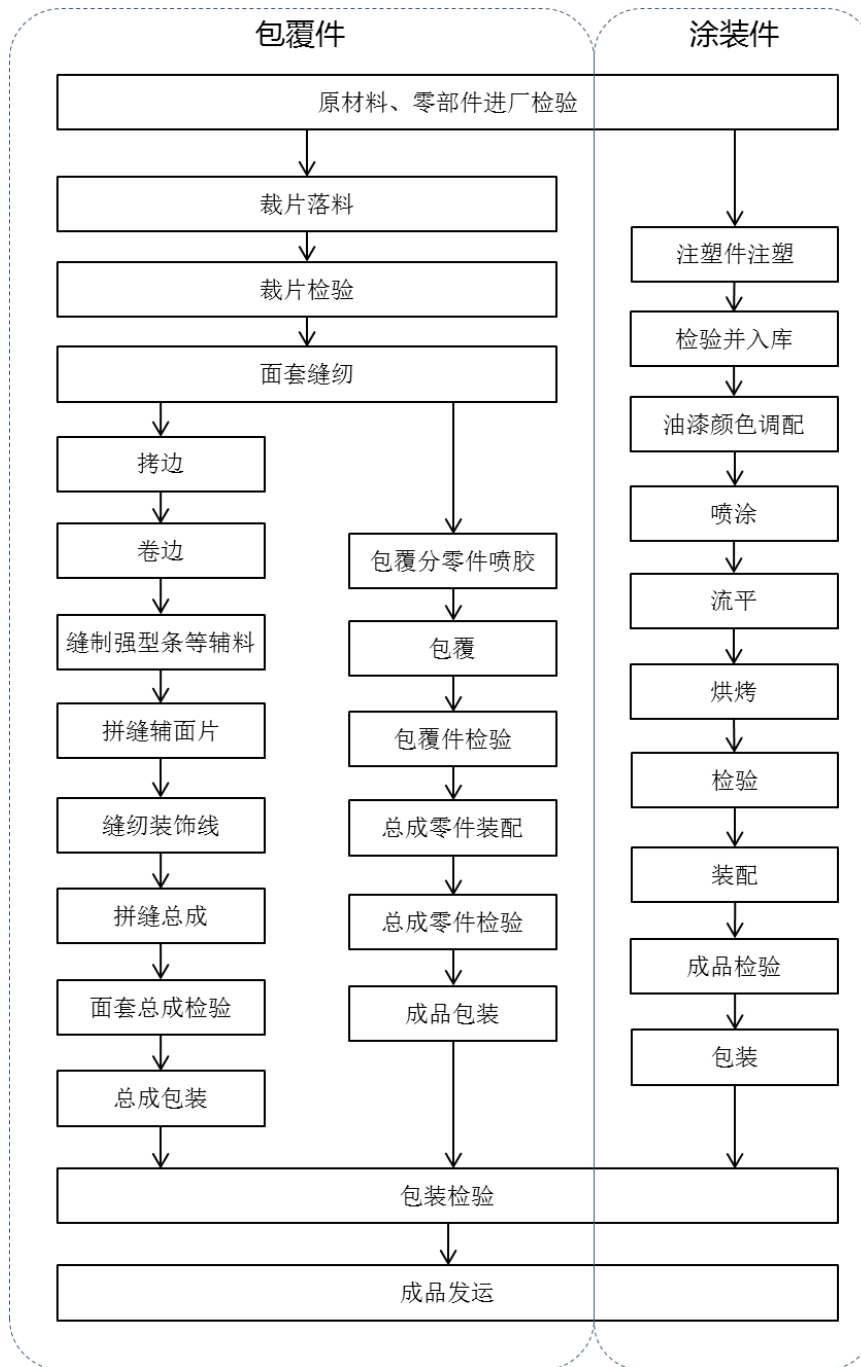 包覆件
涂装件
原材料、零部件进厂检验
裁片落料
裁片检验
面套缝纫
拷边
卷边
缝制强型条等辅料
拼缝辅面片
缝纫装饰线
拼缝总成
面套总成检验
总成包装
包覆分零件喷胶
包覆
包覆件检验
总成零件装配
总成零件检验
成品包装
注塑件注塑
检验并入库
油漆颜色调配
喷涂
流平
烘烤
检验
装配
成品检验
包装
包装检验
成品发运